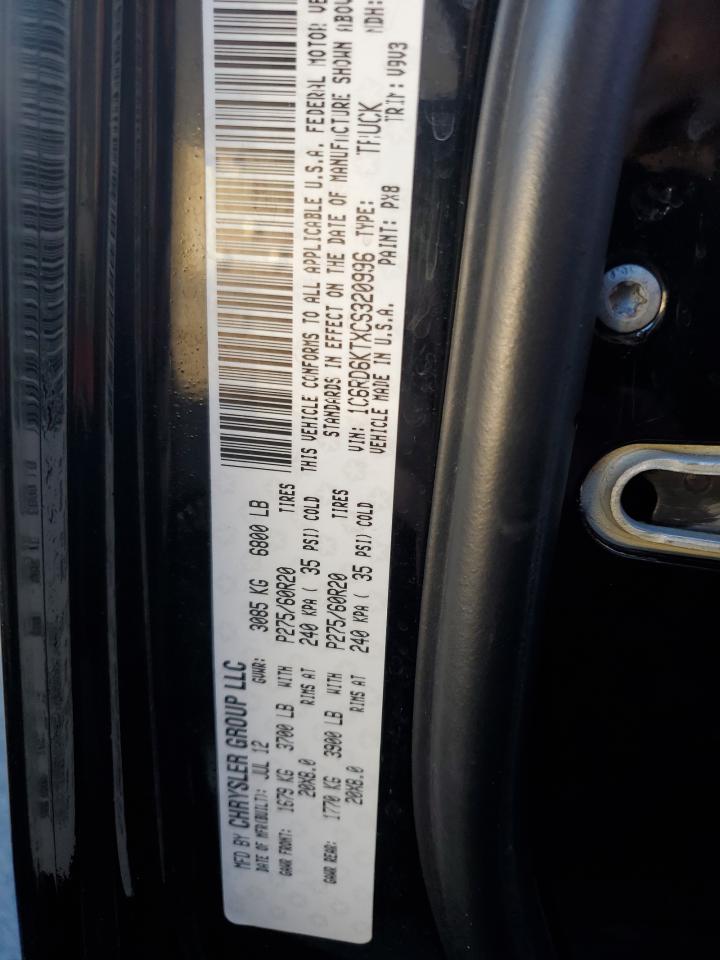 MFD BY CHRYSLER GROUP LLC
DATE OF MFR(BUILT): JUL 12 GVWR: 3085 KG 6800 LB
GAWR FRONT: 1679 KG 3700 LB WITH P275/60R20 TIRES
20X8.0 RIMS AT 240 KPA ( 35 PSI) COLD
GAWR REAR: 1770 KG 3900 LB WITH P275/60R20 TIRES
20X8.0 RIMS AT 240 KPA ( 35 PSI) COLD
THIS VEHICLE CONFORMS TO ALL APPLICABLE U.S.A. FEDERAL MOTOR VE
STANDARDS IN EFFECT ON THE DATE OF MANUFACTURE SHOWN ABOV
VIN: 1C6RD6KTXCS320996 TYPE: TRUCK MDH:
VEHICLE MADE IN U.S.A. PAINT: PX8 TRIM: V9V3